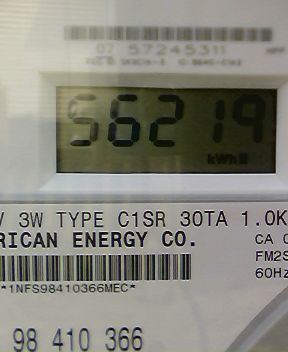 07 57245311
56219
kWh
V 3W TYPE C1SR 30TA 1.0K
RICAN ENERGY CO.
CA
FM2S
60Hz
*1NFS98410366MEC*
98 410 366